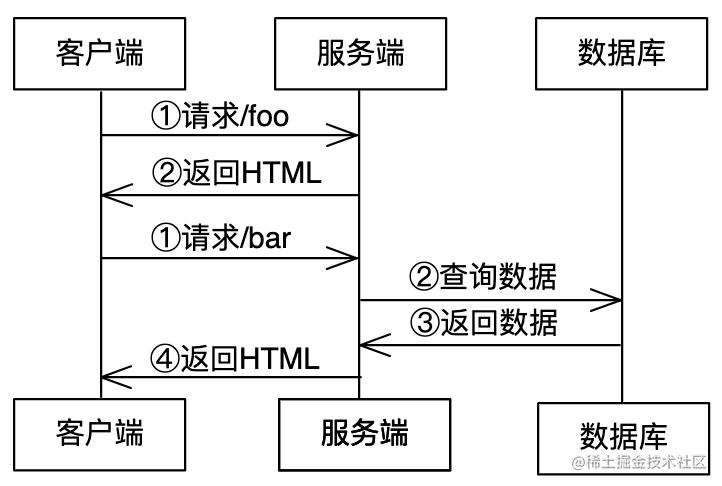 客户端 服务端 数据库
①请求/foo
②返回HTML
①请求/bar
②查询数据
③返回数据
④返回HTML
客户端 服务端 数据库
@稀土掘金技术社区